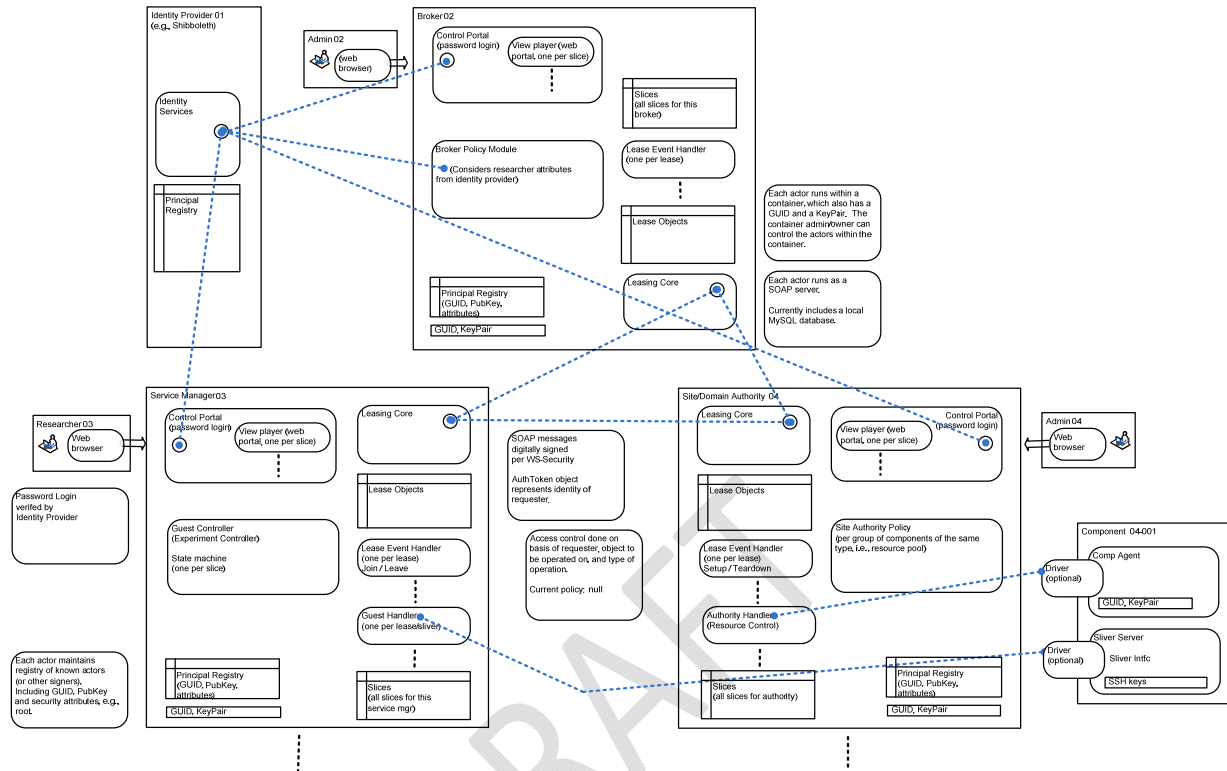 Identity Provider 01
(e.g., Shibboleth)
Identity
Services
Principal
Registry
Admin 02
(web
browser)
Broker 02
Control Portal
(password login)
View player (web
portal, one per slice)
Slices
(all slices for this
broker)
Broker Policy Module
(Considers researcher attributes
from identity provider)
Lease Event Handler
(one per lease)
Lease Objects
Principal Registry
(GUID, PubKey,
attributes)
GUID, KeyPair
Leasing Core
Each actor runs within a
container, which also has a
GUID and a KeyPair. The
container admin/owner can
control the actors within the
container.
Each actor runs as a
SOAP server.
Currently includes a local
MySQL database.
Researcher 03
Web
browser
Password Login
verifed by
Identity Provider
Each actor maintains
registry of known actors
(or other signers),
Including GUID, PubKey
and security attributes, e.g.,
root.
Service Manager 03
Control Portal
(password login)
View player (web
portal, one per slice)
Leasing Core
Lease Objects
Guest Controller
(Experiment Controller)
State machine
(one per slice)
Lease Event Handler
(one per lease)
Join / Leave
Guest Handler
(one per lease/sliver)
Principal Registry
(GUID, PubKey,
attributes)
GUID, KeyPair
Slices
(all slices for this
service mgr)
SOAP messages
digitally signed
per WS-Security
AuthToken object
represents identity of
requester.
Access control done on
basis of requester, object to
be operated on, and type of
operation.
Current policy: null
Site/Domain Authority 04
Leasing Core
Control Portal
(password login)
View player (web
portal, one per slice)
Lease Objects
Lease Event Handler
(one per lease)
Setup / Teardown
Site Authority Policy
(per group of components of the same
type, i.e., resource pool)
Authority Handler
(Resource Control)
Slices
(all slices for authority)
Principal Registry
(GUID, PubKey,
attributes)
GUID, KeyPair
Admin 04
Web
browser
Component 04-001
Comp Agent
Driver
(optional)
GUID, KeyPair
Sliver Server
Driver
(optional)
Sliver Intfc
SSH keys
RAFT